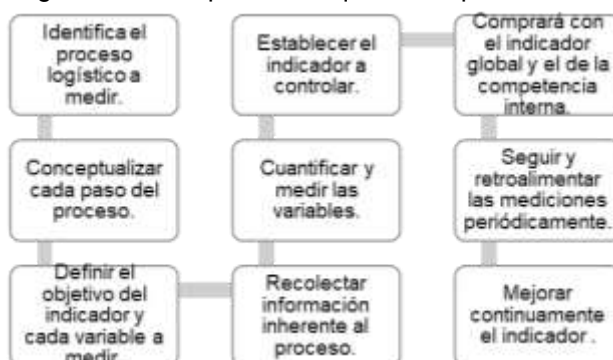 Identifica el
proceso
logístico a
medir.
Conceptualizar
cada paso del
proceso.
Definir el
objetivo del
indicador y
cada variable a
medir
Recolectar
información
inherente al
proceso.
Cuantificar y
medir las
variables.
Establecer el
indicador a
controlar.
Comprará con
el indicador
global y el de la
competencia
interna.
Seguir y
retroalimentar
las mediciones
periódicamente.
Mejorar
continuamente
el indicador .